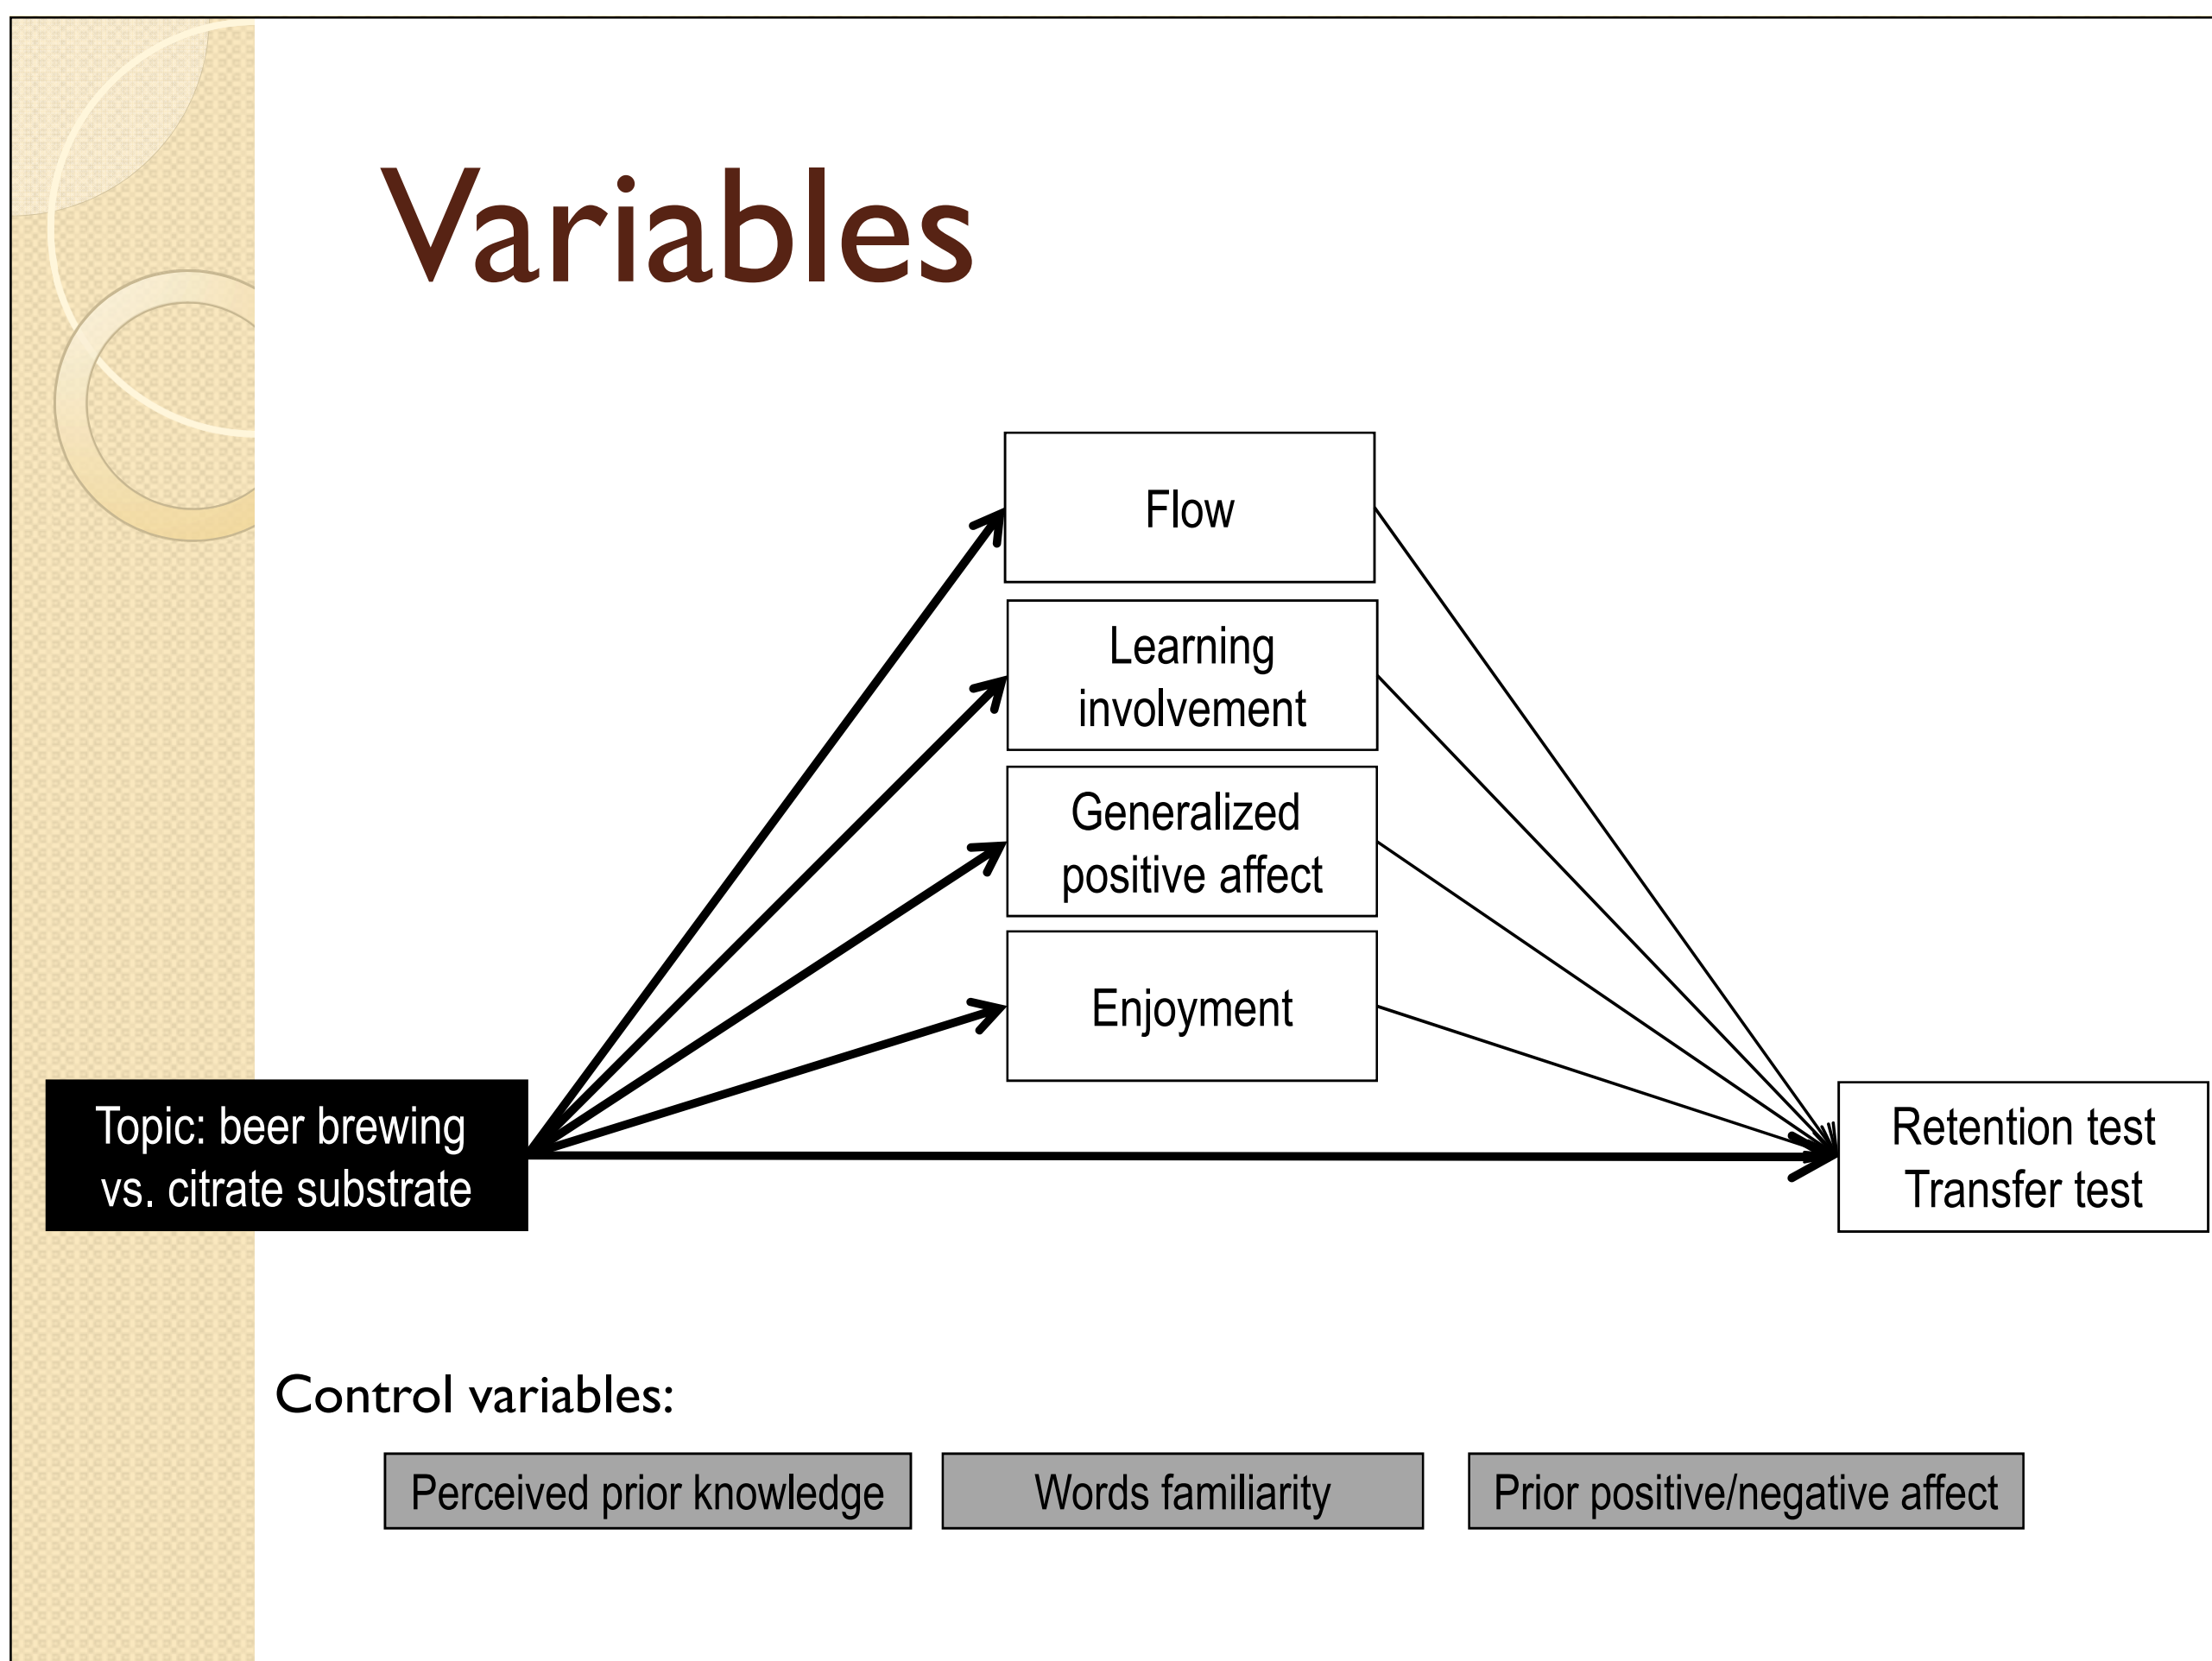 Variables
Flow
Learning
involvement
Generalized
positive affect
Enjoyment
Topic: beer brewing
vs. citrate substrate
Retention test
Transfer test
Control variables:
Perceived prior knowledge
Words familiarity
Prior positive/negative affect